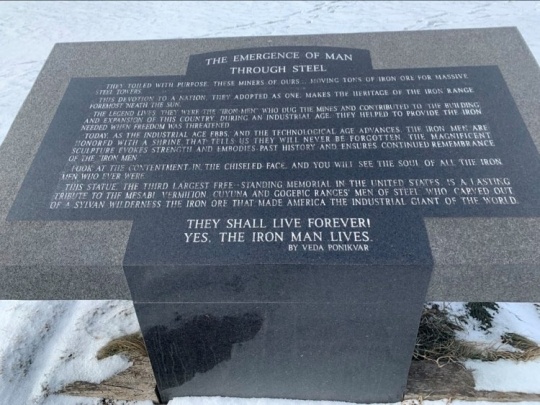 THE EMERGENCE OF MAN
THROUGH STEEL
THEY TOILED WITH PURPOSE, THESE MINERS OF OURS... MOVING TONS OF IRON ORE FOR MASSIVE
STEEL TOWERS.
THIS DEVOTION TO A NATION, THEY ADOPTED AS ONE, MAKES THE HERITAGE OF THE IRON RANGE
FOREMOST NEATH THE SUN.
THE LEGEND LIVES. THEY WERE THE "IRON MEN" WHO DUG THE MINES AND CONTRIBUTED TO THE BUILDING
AND EXPANSION OF THIS COUNTRY. DURING AN INDUSTRIAL AGE, THEY HELPED TO PROVIDE THE IRON
NEEDED WHEN FREEDOM WAS THREATENED.
TODAY, AS THE INDUSTRIAL AGE EBBS, AND THE TECHNOLOGICAL AGE ADVANCES, THE IRON MEN ARE
HONORED WITH A SHRINE THAT TELLS US THEY WILL NEVER BE FORGOTTEN. THE MAGNIFICENT
SCULPTURE EVOKES STRENGTH AND EMBODIES PAST HISTORY AND ENSURES CONTINUED REMEMBRANCE
OF THE "IRON MEN".
LOOK AT THE CONTENTMENT IN THE CHISELED FACE, AND YOU WILL SEE THE SOUL OF ALL THE IRON
MEN WHO EVER WERE.
THIS STATUE, THE THIRD LARGEST FREE-STANDING MEMORIAL IN THE UNITED STATES, IS A LASTING
TRIBUTE TO THE MESABI, VERMILION, CUYUNA AND GOGEBIC RANGES' MEN OF STEEL, WHO CARVED OUT
OF A SYLVAN WILDERNESS THE IRON ORE THAT MADE AMERICA THE INDUSTRIAL GIANT OF THE WORLD.
THEY SHALL LIVE FOREVER!
YES, THE IRON MAN LIVES.
BY VEDA PONIKVAR